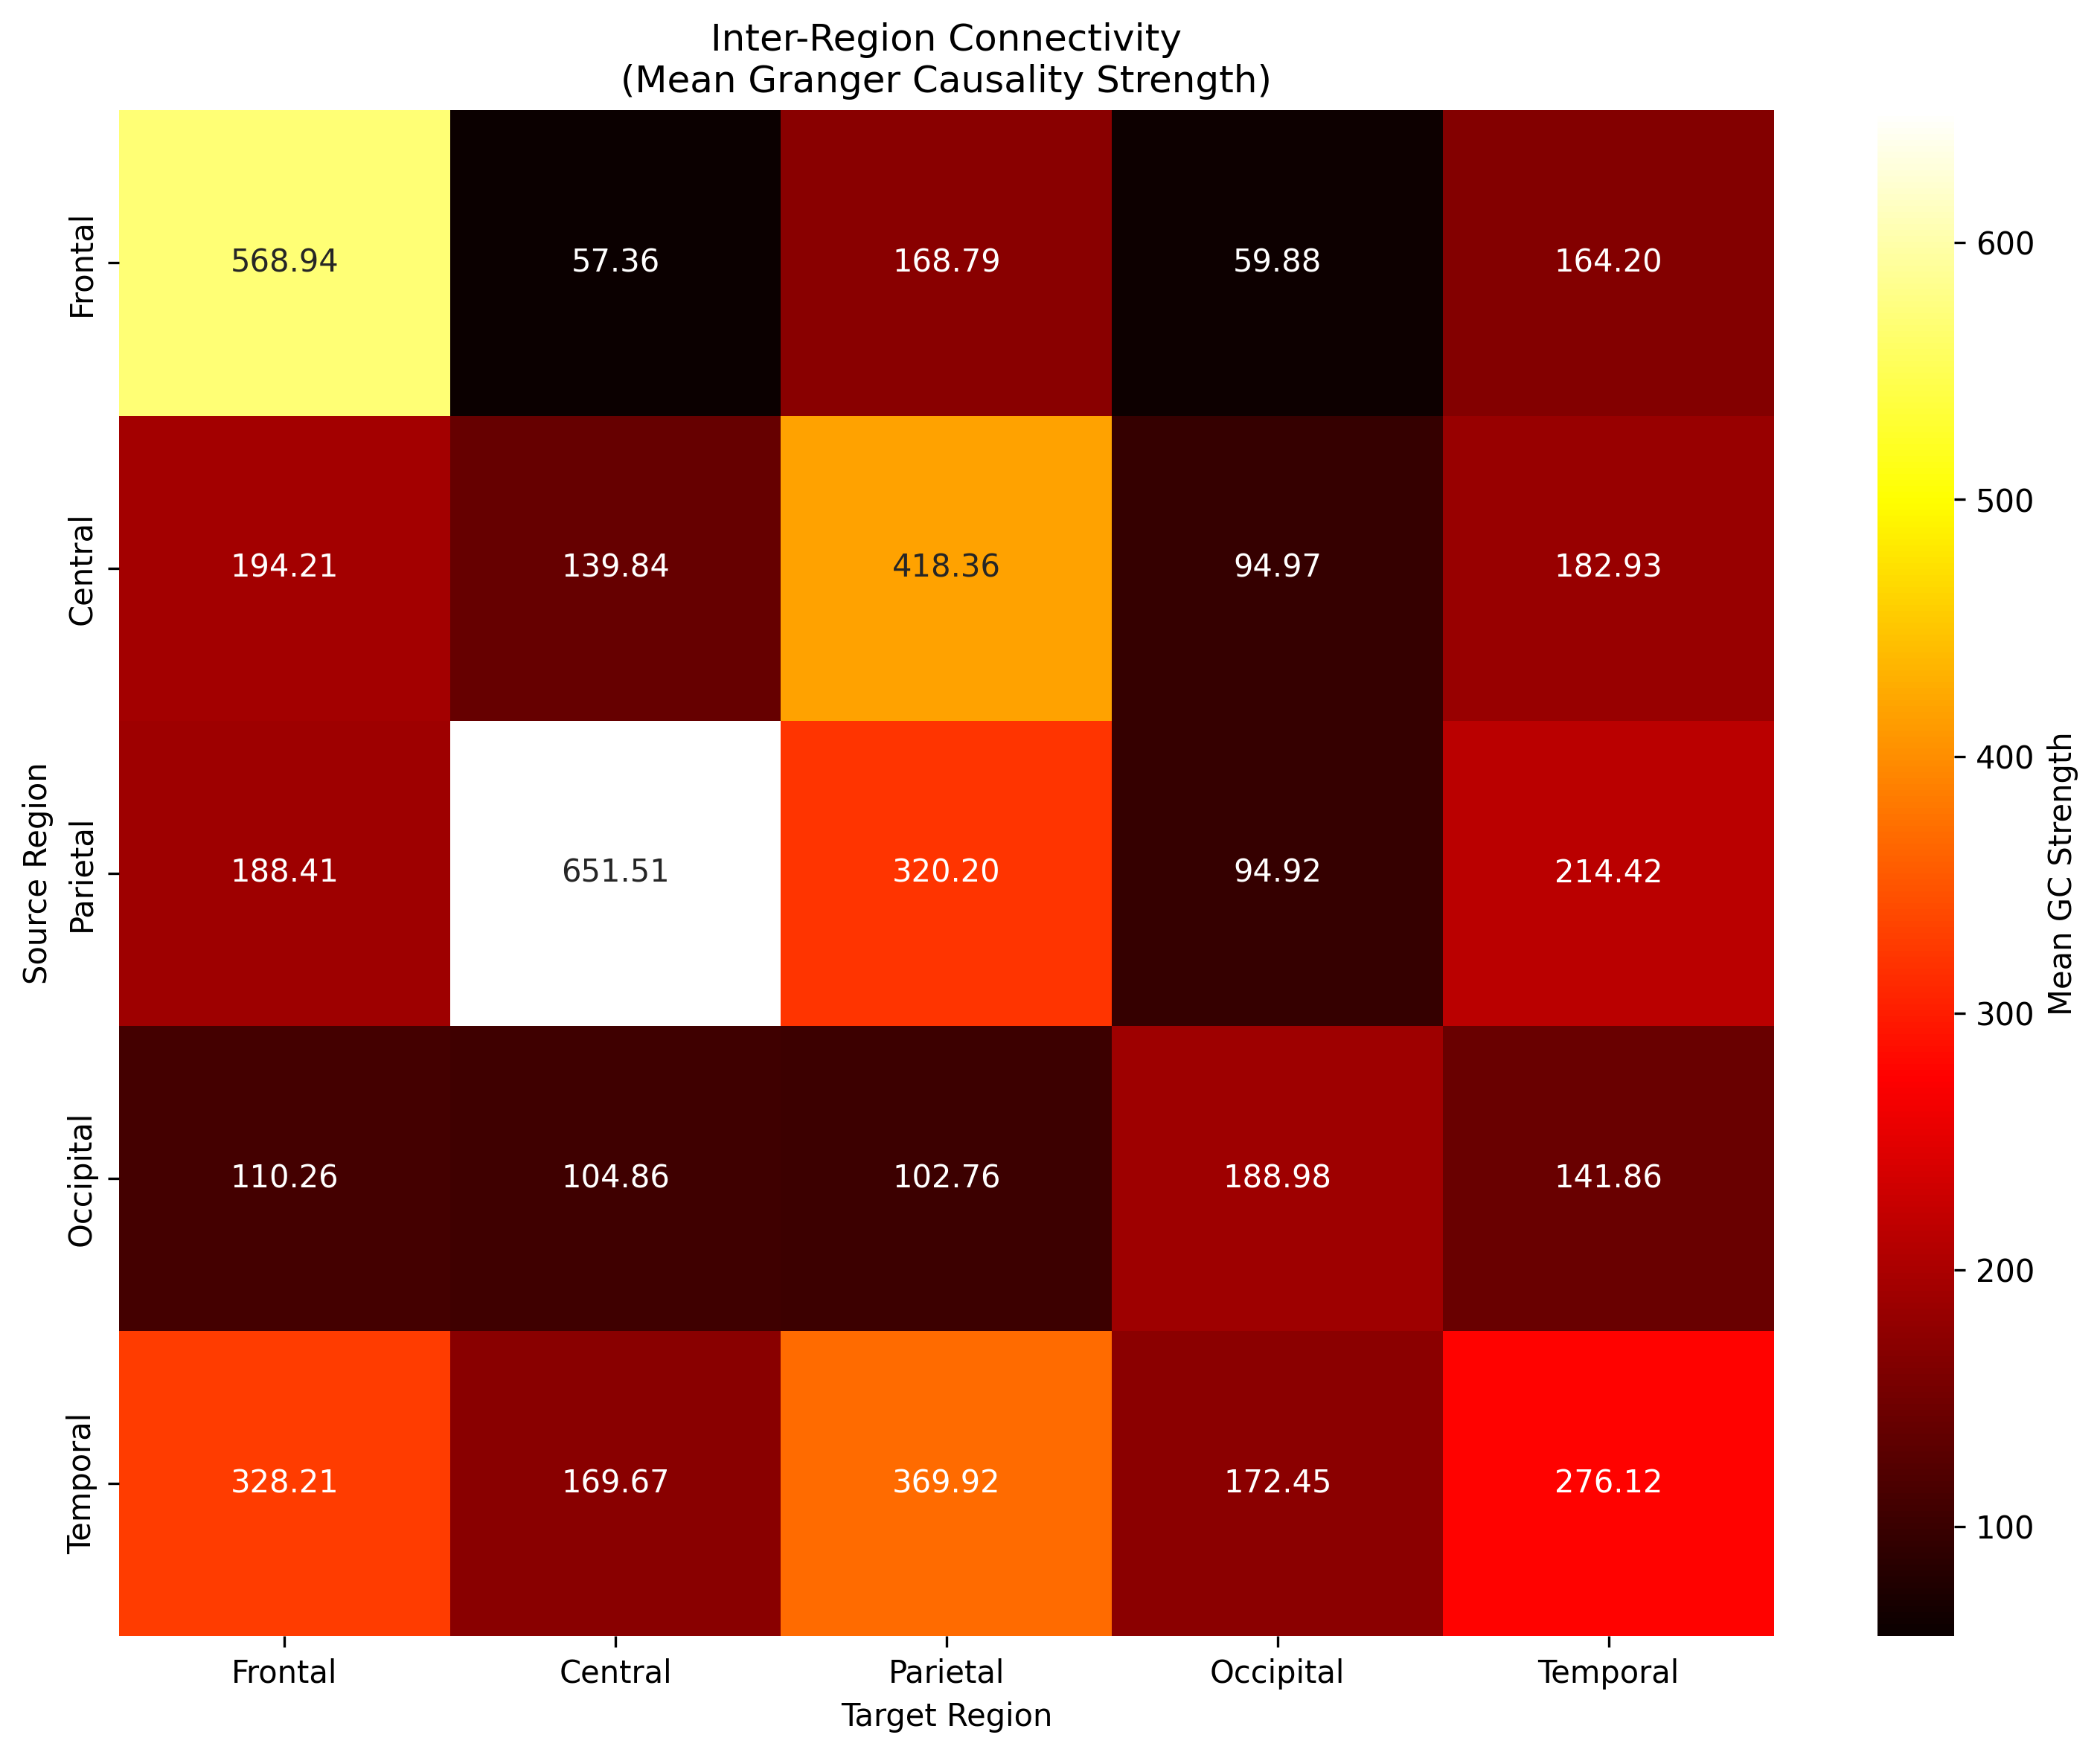 Inter-Region Connectivity
(Mean Granger Causality Strength)
Source Region
Frontal
568.94 57.36 168.79 59.88 164.20
Central
194.21 139.84 418.36 94.97 182.93
Parietal
188.41 651.51 320.20 94.92 214.42
Occipital
110.26 104.86 102.76 188.98 141.86
Temporal
328.21 169.67 369.92 172.45 276.12
Frontal Central Parietal Occipital Temporal
Target Region
600
500
400
300
200
100
Mean GC Strength